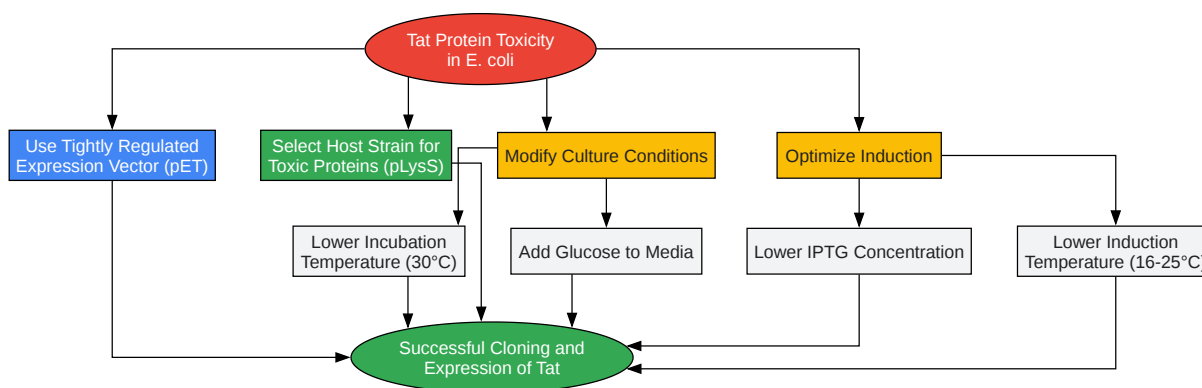 Tat Protein Toxicity
in E. coli
Use Tightly Regulated
Expression Vector (pET)
Select Host Strain for
Toxic Proteins (pLysS)
Modify Culture Conditions
Optimize Induction
Lower Incubation
Temperature (30°C)
Add Glucose to Media
Lower IPTG Concentration
Lower Induction
Temperature (16-25°C)
Successful Cloning and
Expression of Tat